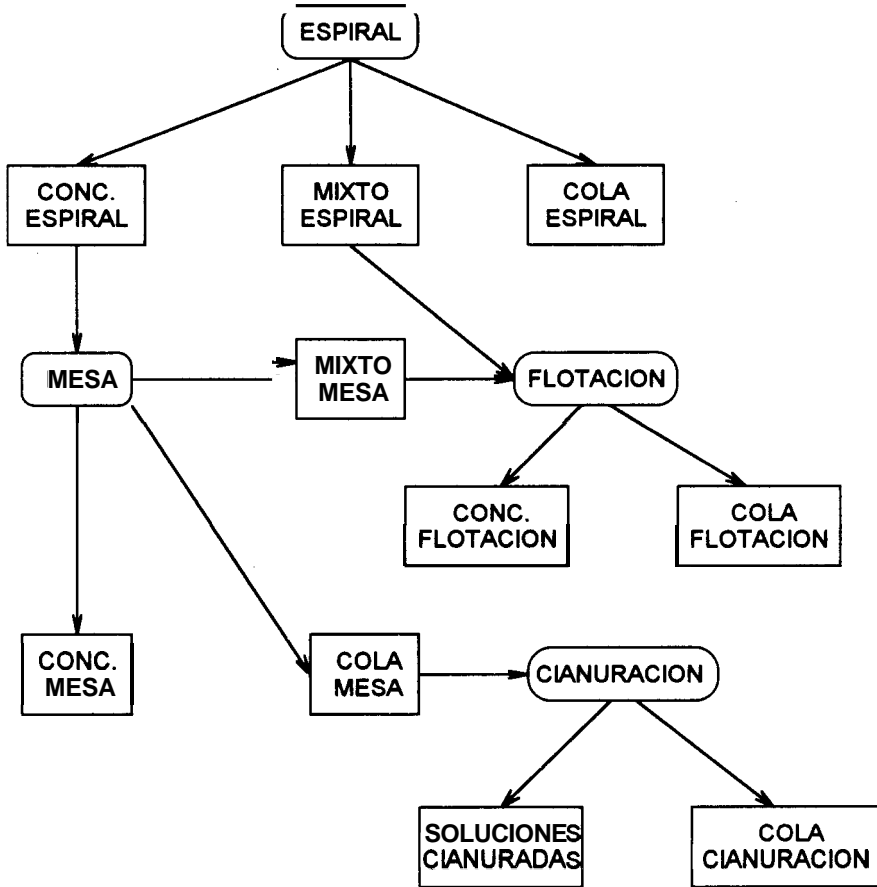 ESPIRAL
CONC.
ESPIRAL
MIXTO
ESPIRAL
COLA
ESPIRAL
MESA
MIXTO
MESA
FLOTACION
CONC.
FLOTACION
COLA
FLOTACION
CONC.
MESA
COLA
MESA
CIANURACION
SOLUCIONES
CIANURADAS
COLA
CIANURACION